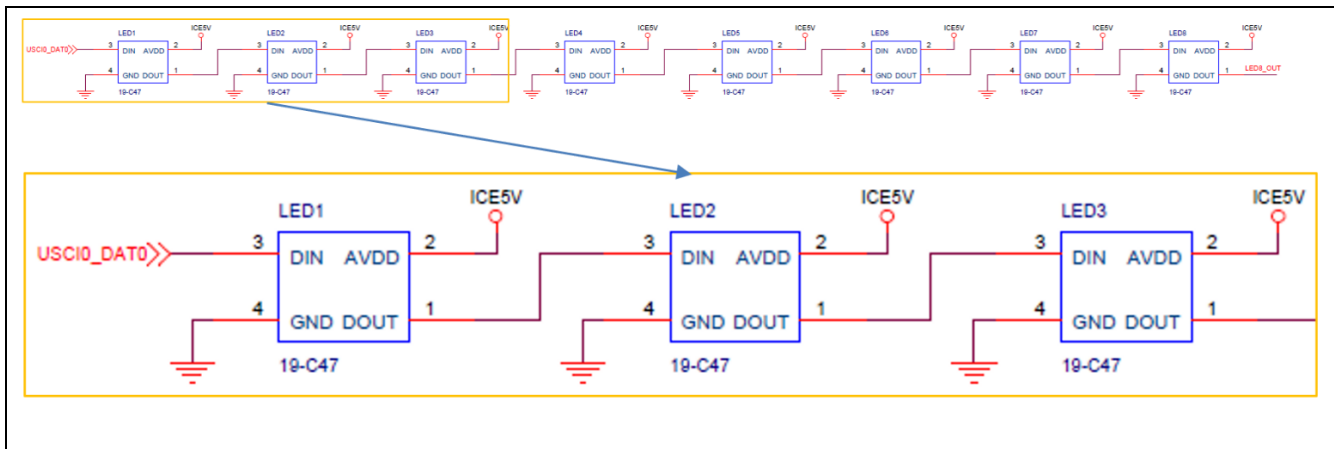 LED1 ICE5V LED2 ICE5V LED3 ICE5V LED4 ICE5V LED5 ICE5V LED6 ICE5V LED7 ICE5V LED8 ICE5V
USCI0_DAT0 3 DIN AVDD 2 3 DIN AVDD 2 3 DIN AVDD 2 3 DIN AVDD 2 3 DIN AVDD 2 3 DIN AVDD 2 3 DIN AVDD 2 3 DIN AVDD 2
4 GND DOUT 1 4 GND DOUT 1 4 GND DOUT 1 4 GND DOUT 1 4 GND DOUT 1 4 GND DOUT 1 4 GND DOUT 1 4 GND DOUT 1 LED8_OUT
19-C47 19-C47 19-C47 19-C47 19-C47 19-C47 19-C47 19-C47
LED1 ICE5V LED2 ICE5V LED3 ICE5V
USCI0_DAT0 3 DIN AVDD 2 3 DIN AVDD 2 3 DIN AVDD 2
4 GND DOUT 1 4 GND DOUT 1 4 GND DOUT 1
19-C47 19-C47 19-C47